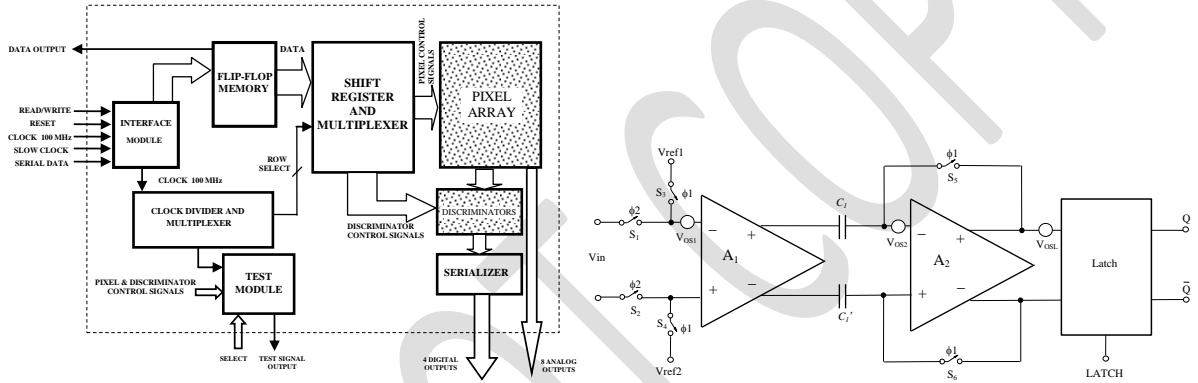 DATA OUTPUT
READ/WRITE
RESET
CLOCK 100 MHz
SLOW CLOCK
SERIAL DATA
INTERFACE
MODULE
FLIP-FLOP
MEMORY
DATA
SHIFT
REGISTER
AND
MULTIPLEXER
PIXEL CONTROL
SIGNALS
PIXEL
ARRAY
ROW
SELECT
CLOCK 100 MHz
CLOCK DIVIDER AND
MULTIPLEXER
DISCRIMINATOR
CONTROL SIGNALS
DISCRIMINATORS
SERIALIZER
TEST
MODULE
PIXEL & DISCRIMINATOR
CONTROL SIGNALS
SELECT
TEST SIGNAL
OUTPUT
4 DIGITAL
OUTPUTS
8 ANALOG
OUTPUTS
Vref1
S3 ϕ1
ϕ2
S1
VOS1
Vin
ϕ2
S2
S4 ϕ1
Vref2
− +
A1
+ −
C1
C1'
ϕ1
S5
VOS2
− +
A2
+ −
ϕ1
S6
VOSL
Latch
Q
Q̄
LATCH